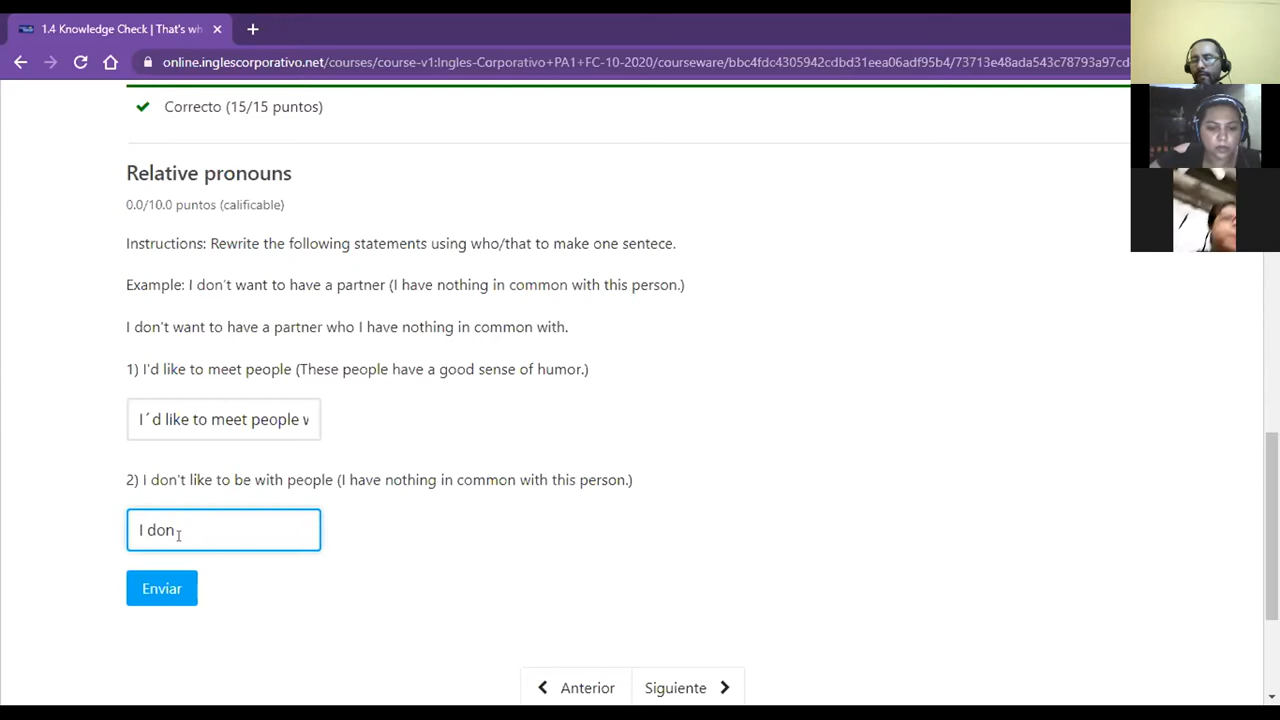 1.4 Knowledge Check | That's wh
online.inglescorporativo.net/courses/course-v1:Ingles-Corporativo+PA1+FC-10-2020/courseware/bbc4fdc4305942cdbd31eea06adf95b4/73713e48ada543c78793a97cd
Correcto (15/15 puntos)
Relative pronouns
0.0/10.0 puntos (calificable)
Instructions: Rewrite the following statements using who/that to make one sentece.
Example: I don't want to have a partner (I have nothing in common with this person.)
I don't want to have a partner who I have nothing in common with.
1) I'd like to meet people (These people have a good sense of humor.)
I´d like to meet people w
2) I don't like to be with people (I have nothing in common with this person.)
I don
Enviar
Anterior Siguiente